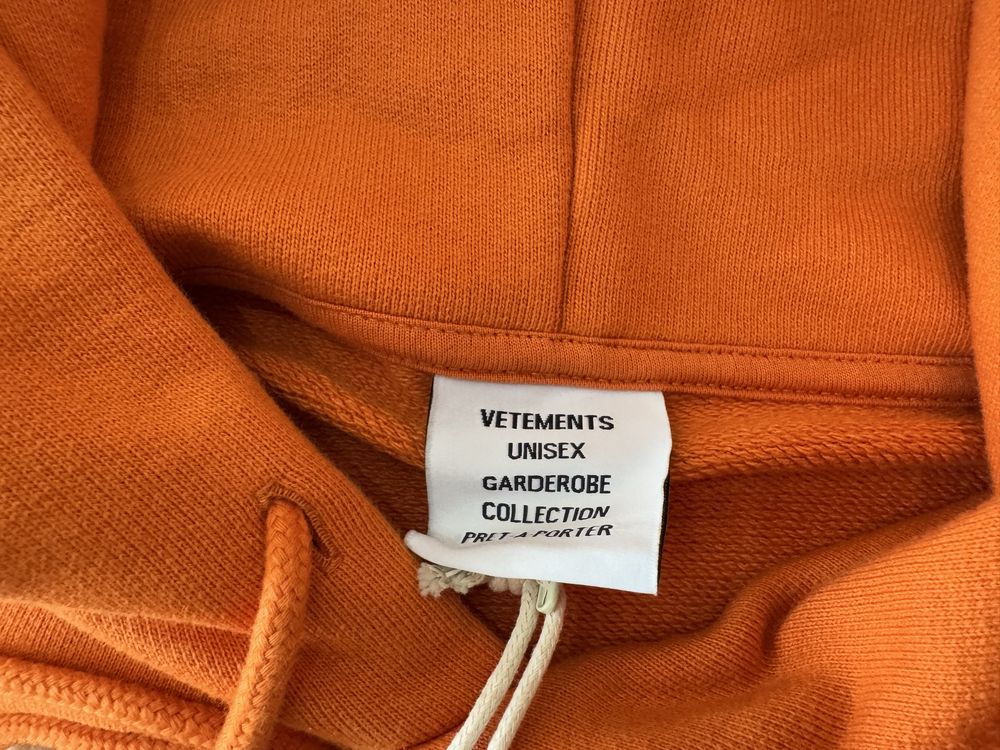 VETEMENTS
UNISEX
GARDEROBE
COLLECTION
PRET-A-PORTER